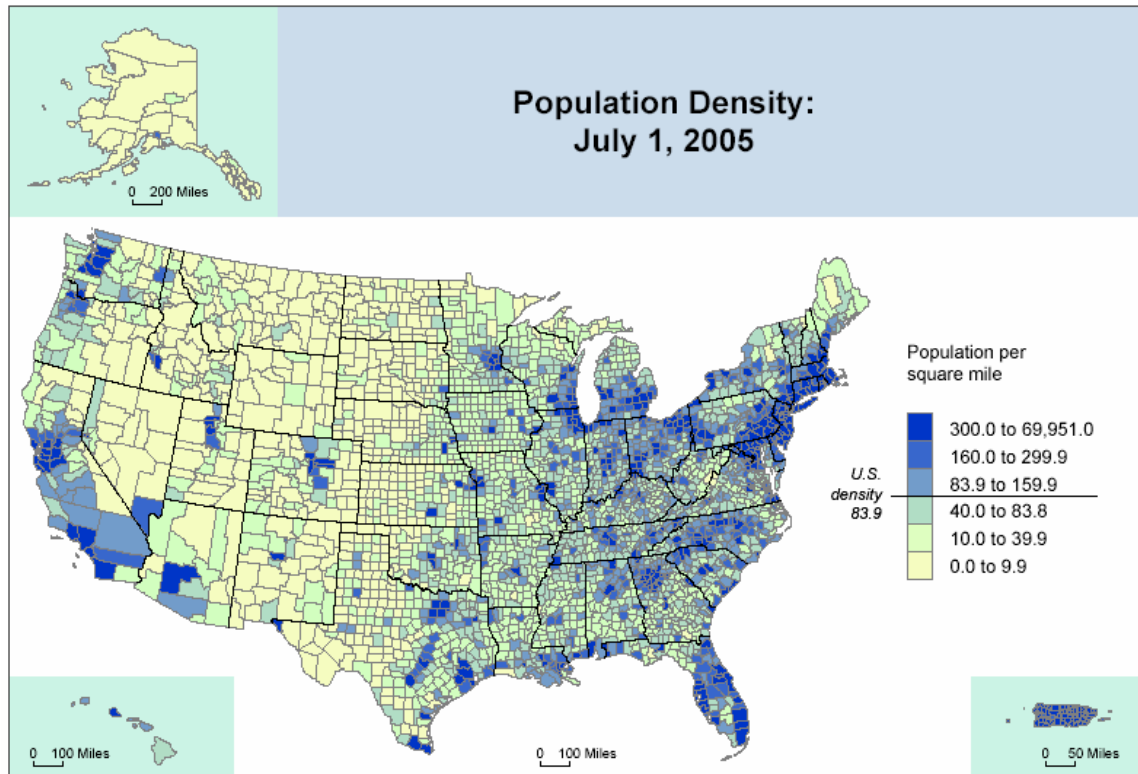 Population Density:
July 1, 2005
0 200 Miles
Population per
square mile
300.0 to 69,951.0
160.0 to 299.9
83.9 to 159.9
U.S.
density
83.9
40.0 to 83.8
10.0 to 39.9
0.0 to 9.9
0 100 Miles
0 100 Miles
0 50 Miles